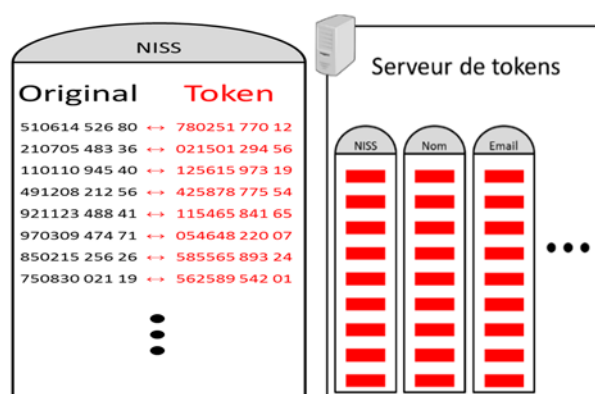 NISS
Original Token
510614 526 80 ↔ 780251 770 12
210705 483 36 ↔ 021501 294 56
110110 945 40 ↔ 125615 973 19
491208 212 56 ↔ 425878 775 54
921123 488 41 ↔ 115465 841 65
970309 474 71 ↔ 054648 220 07
850215 256 26 ↔ 585565 893 24
750830 021 19 ↔ 562589 542 01
Serveur de tokens
NISS Nom Email